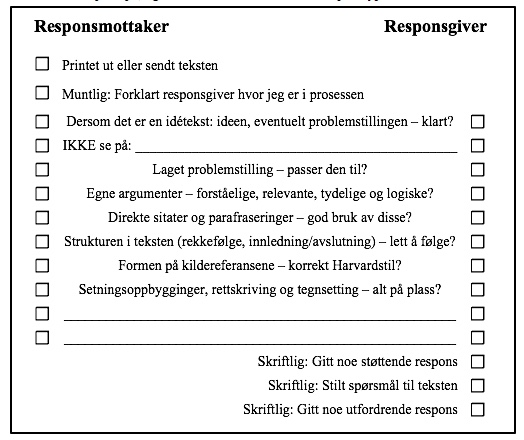 Responsmottaker Responsgiver
Printet ut eller sendt teksten
Muntlig: Forklart responsgiver hvor jeg er i prosessen
Dersom det er en idétekst: ideen, eventuelt problemstillingen – klart?
IKKE se på:
Laget problemstilling – passer den til?
Egne argumenter – forståelige, relevante, tydelige og logiske?
Direkte sitater og parafraseringer – god bruk av disse?
Strukturen i teksten (rekkefølge, innledning/avslutning) – lett å følge?
Formen på kildereferansene – korrekt Harvardstil?
Setningsoppbygginger, rettskriving og tegnsetting – alt på plass?
Skriftlig: Gitt noe støttende respons
Skriftlig: Stilt spørsmål til teksten
Skriftlig: Gitt noe utfordrende respons